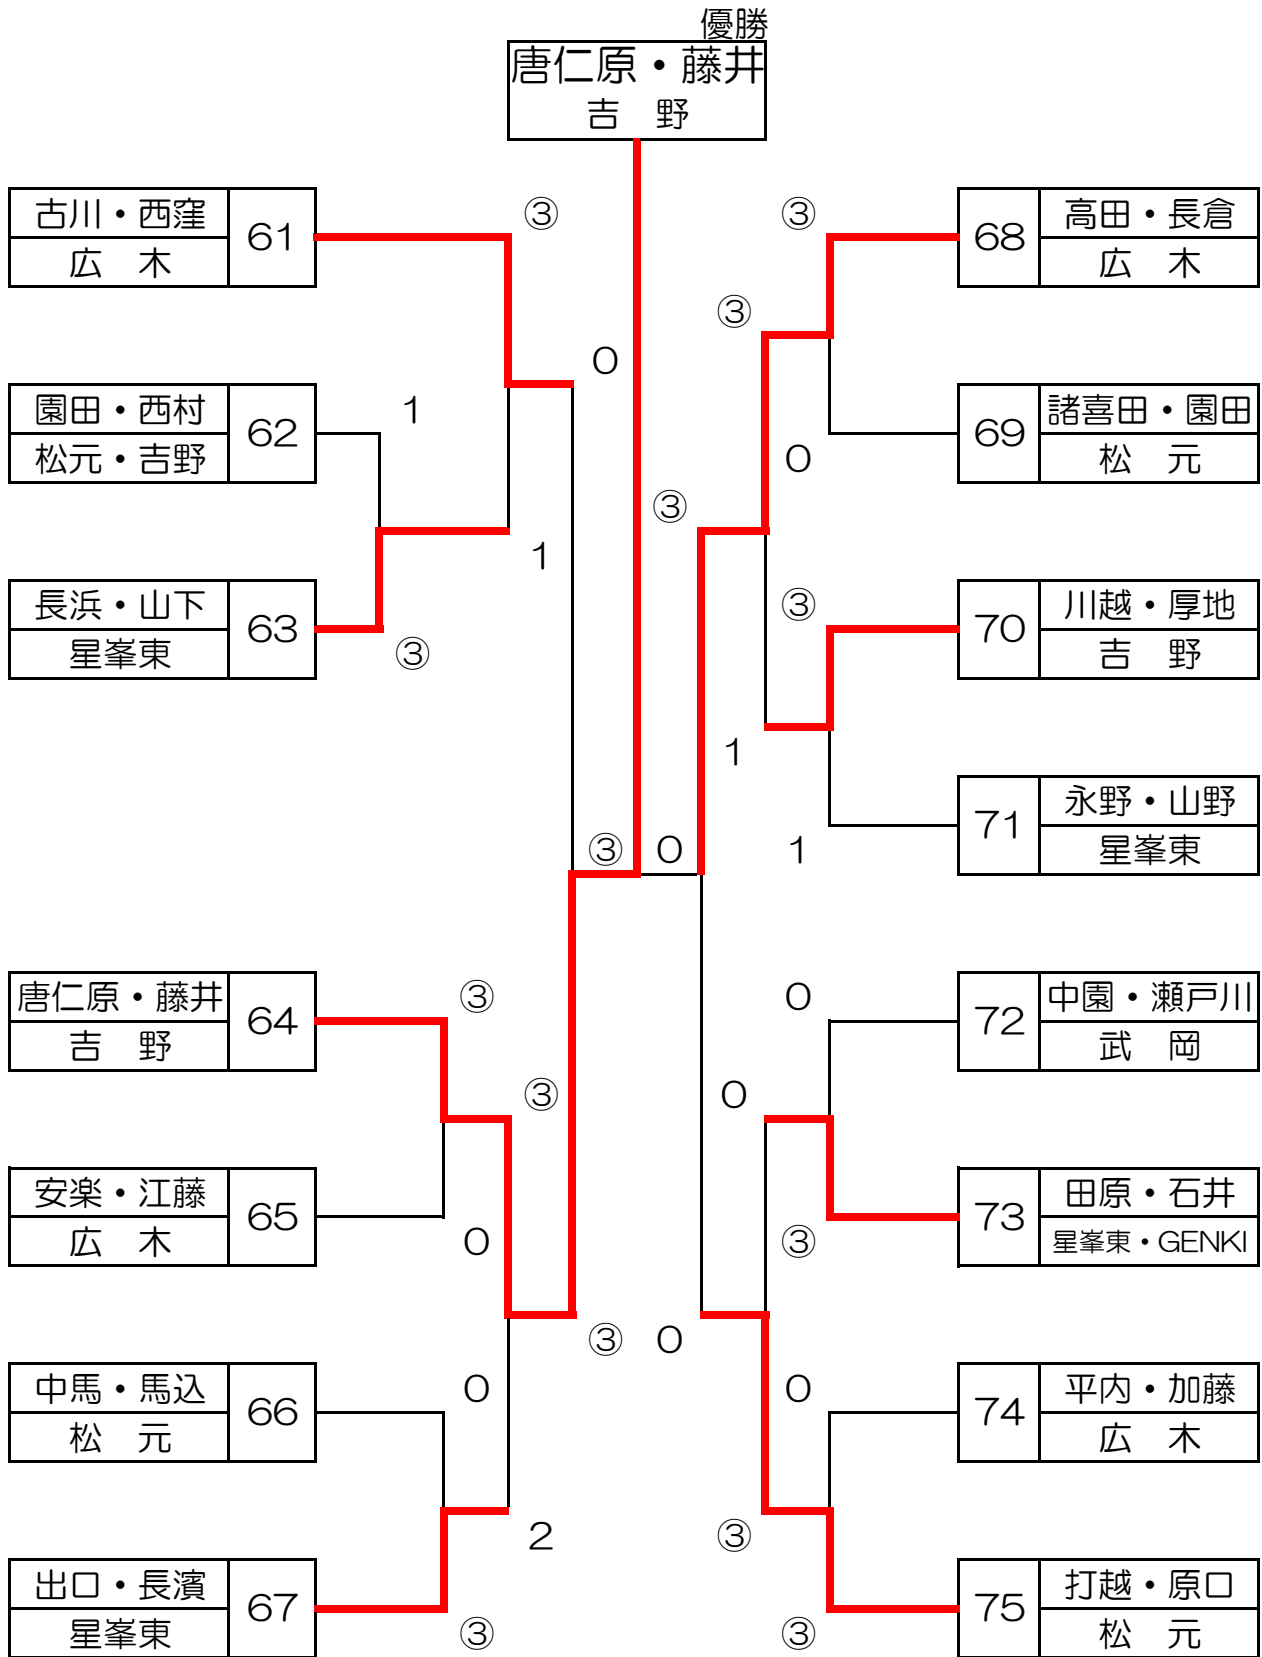 優勝
唐仁原・藤井
吉　野
古川・西窪
61
広　木
③
園田・西村
62
松元・吉野
1
長浜・山下
63
星峯東
③
1
0
③
唐仁原・藤井
64
吉　野
③
③
安楽・江藤
65
広　木
0
中馬・馬込
66
松　元
0
③
出口・長濱
67
星峯東
2
③
③
68
高田・長倉
広　木
③
69
諸喜田・園田
松　元
0
③
③
70
川越・厚地
吉　野
1
71
永野・山野
星峯東
1
0
0
72
中園・瀬戸川
武　岡
0
73
田原・石井
星峯東・GENKI
③
0
0
74
平内・加藤
広　木
③
75
打越・原口
松　元
③